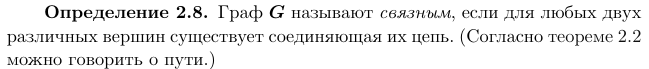 Определение 2.8. Граф G называют связным, если для любых двух
различных вершин существует соединяющая их цепь. (Согласно теореме 2.2
можно говорить о пути.)